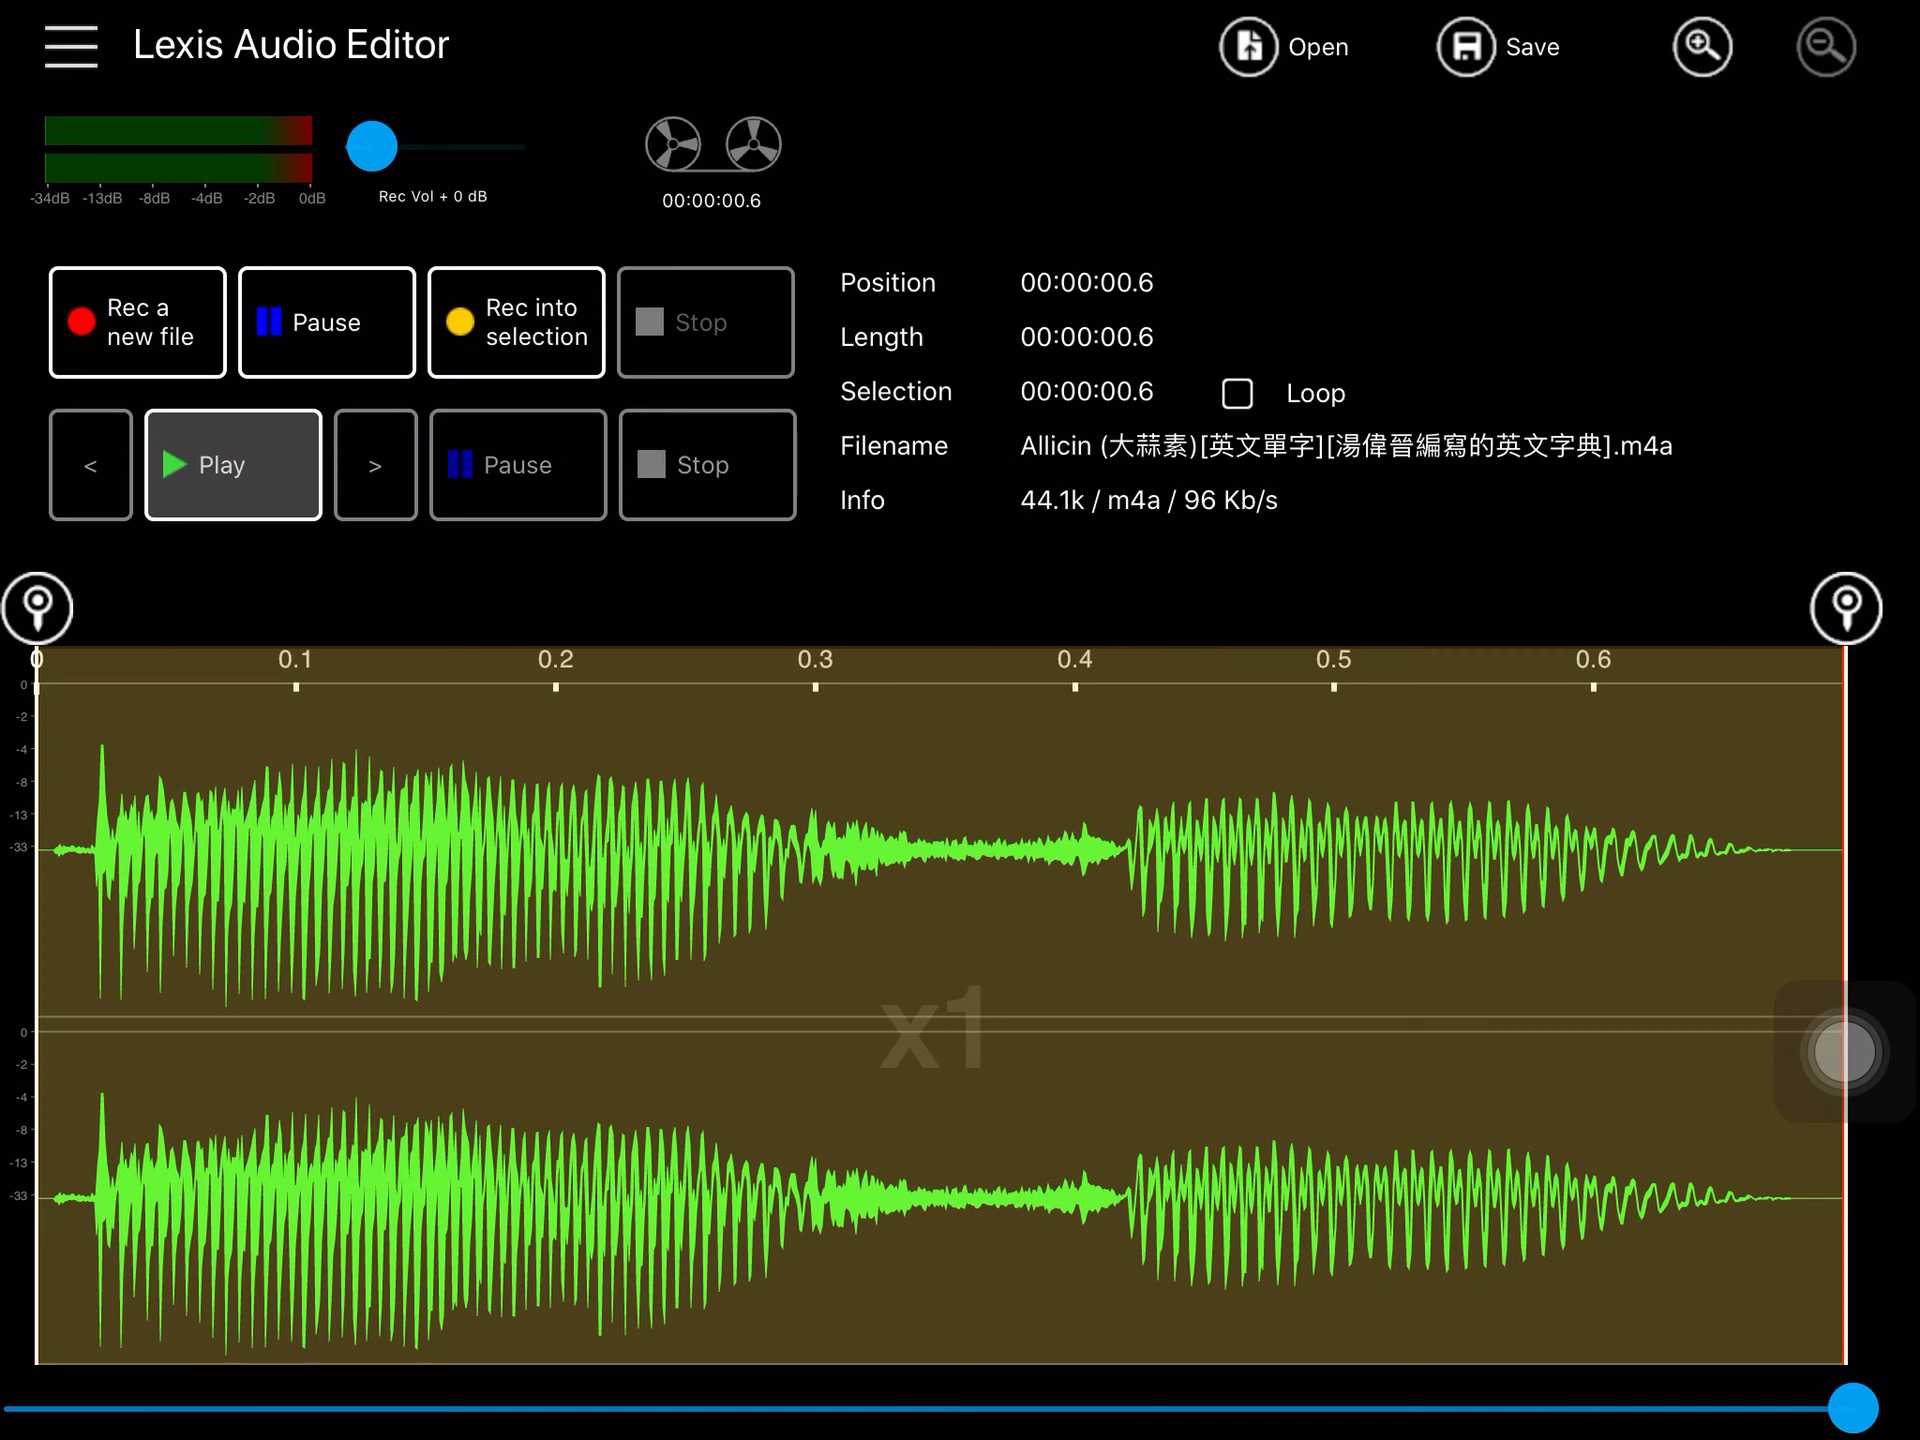 Lexis Audio Editor
Open
Save
-34dB -13dB -8dB -4dB -2dB 0dB
Rec Vol + 0 dB
00:00:00.6
Rec a
new file
Pause
Rec into
selection
Stop
<
Play
>
Pause
Stop
Position 00:00:00.6
Length 00:00:00.6
Selection 00:00:00.6 Loop
Filename Allicin (大蒜素)[英文單字][湯偉晉編寫的英文字典].m4a
Info 44.1k / m4a / 96 Kb/s
0 0.1 0.2 0.3 0.4 0.5 0.6
0
-2
-4
-8
-13
-33
x1
0
-2
-4
-8
-13
-33